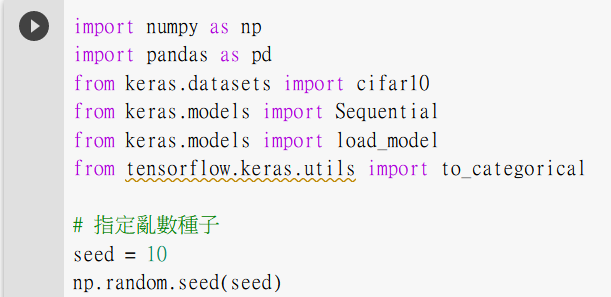 import numpy as np
import pandas as pd
from keras.datasets import cifar10
from keras.models import Sequential
from keras.models import load_model
from tensorflow.keras.utils import to_categorical
# 指定亂數種子
seed = 10
np.random.seed(seed)